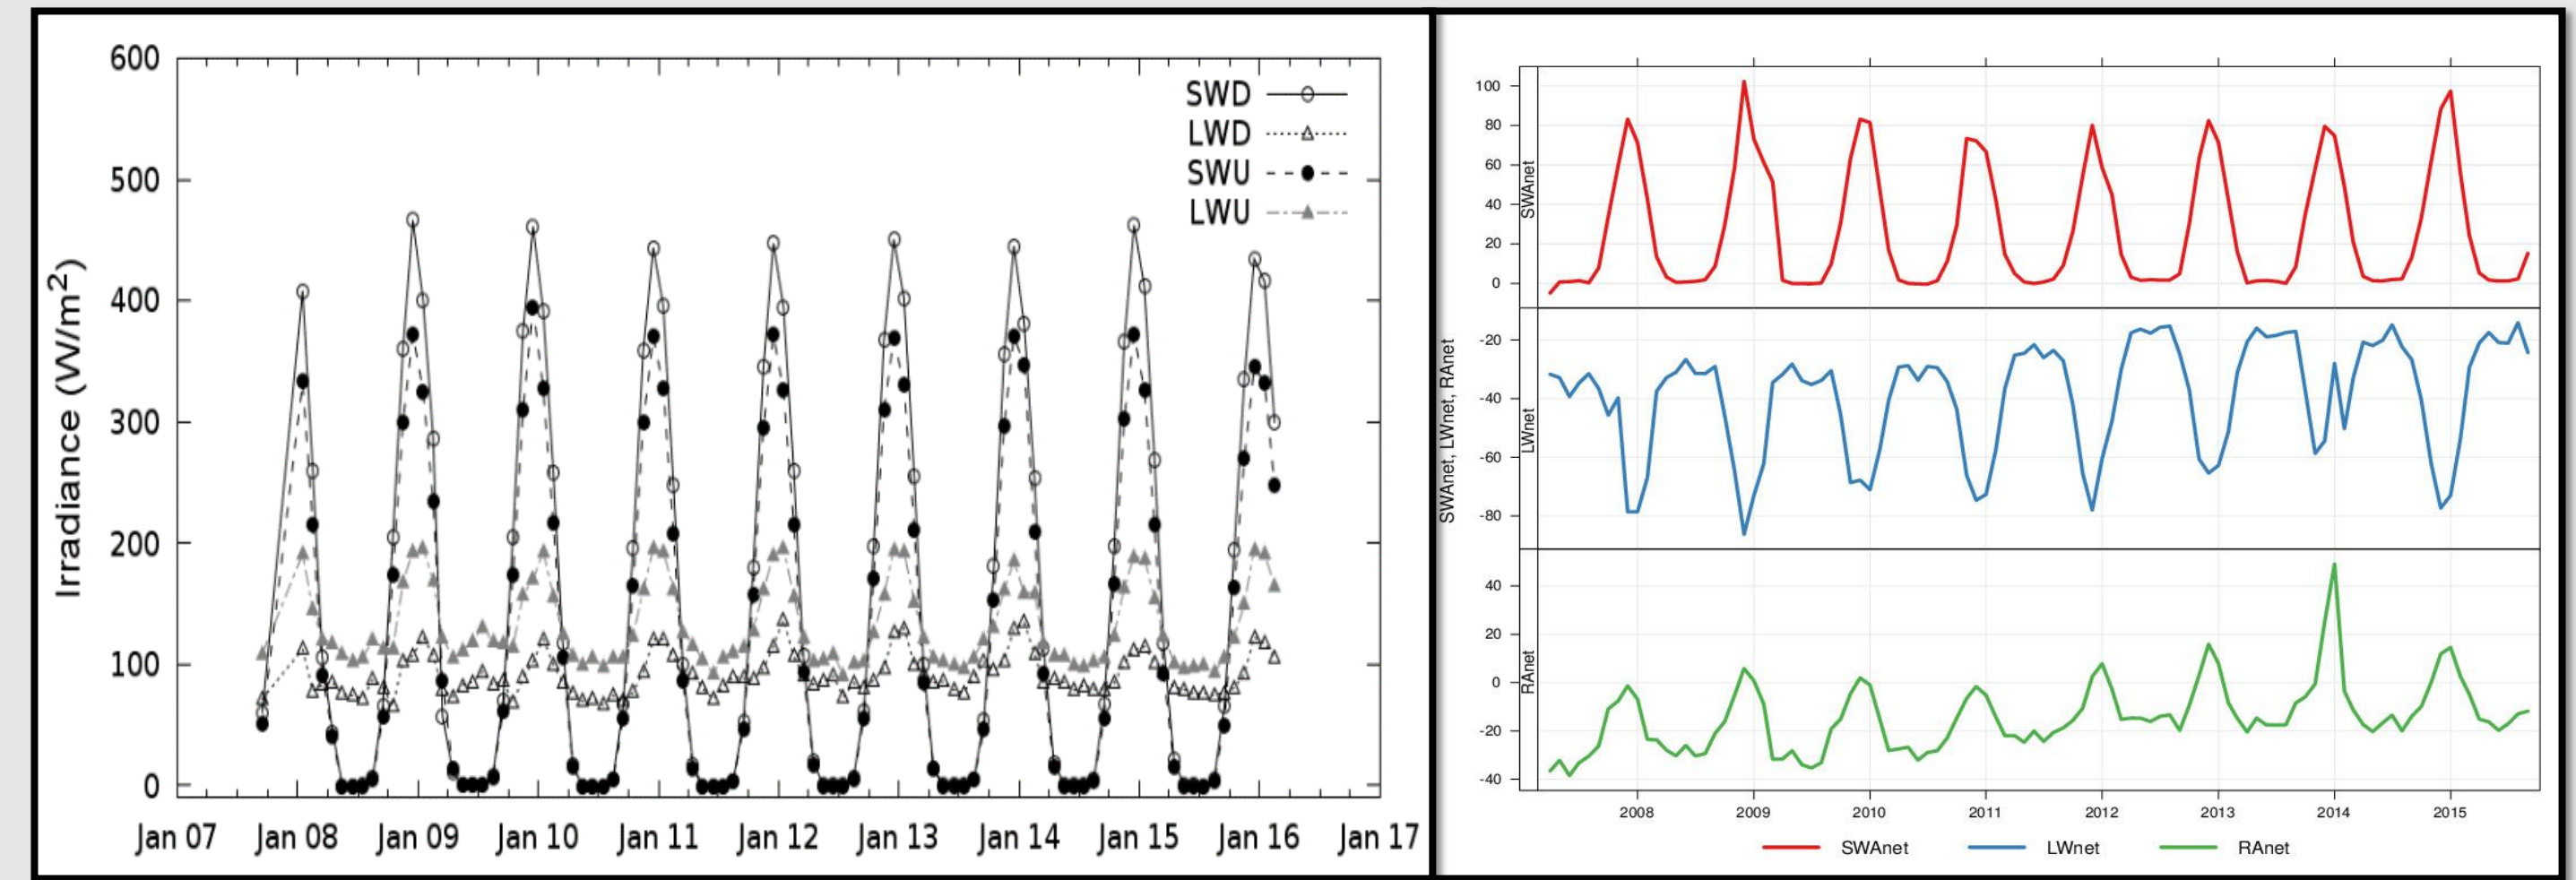 600
500
400
300
200
100
0
Irradiance (W/m²)
SWD
LWD
SWU
LWU
Jan 07 Jan 08 Jan 09 Jan 10 Jan 11 Jan 12 Jan 13 Jan 14 Jan 15 Jan 16 Jan 17
SWAnet, LWnet, RAnet
SWAnet
100
80
60
40
20
0
LWnet
-20
-40
-60
-80
RAnet
40
20
0
-20
-40
2008 2009 2010 2011 2012 2013 2014 2015
SWAnet LWnet RAnet